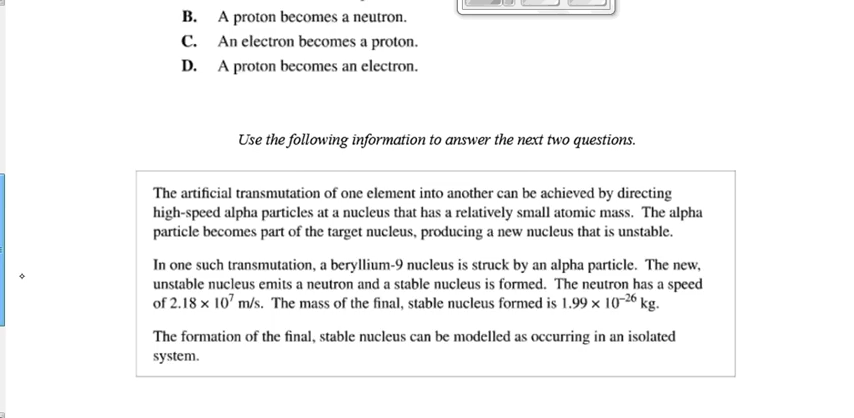 B. A proton becomes a neutron.
C. An electron becomes a proton.
D. A proton becomes an electron.
Use the following information to answer the next two questions.
The artificial transmutation of one element into another can be achieved by directing
high-speed alpha particles at a nucleus that has a relatively small atomic mass. The alpha
particle becomes part of the target nucleus, producing a new nucleus that is unstable.
In one such transmutation, a beryllium-9 nucleus is struck by an alpha particle. The new,
unstable nucleus emits a neutron and a stable nucleus is formed. The neutron has a speed
of 2.18 × 10⁷ m/s. The mass of the final, stable nucleus formed is 1.99 × 10⁻²⁶ kg.
The formation of the final, stable nucleus can be modelled as occurring in an isolated
system.